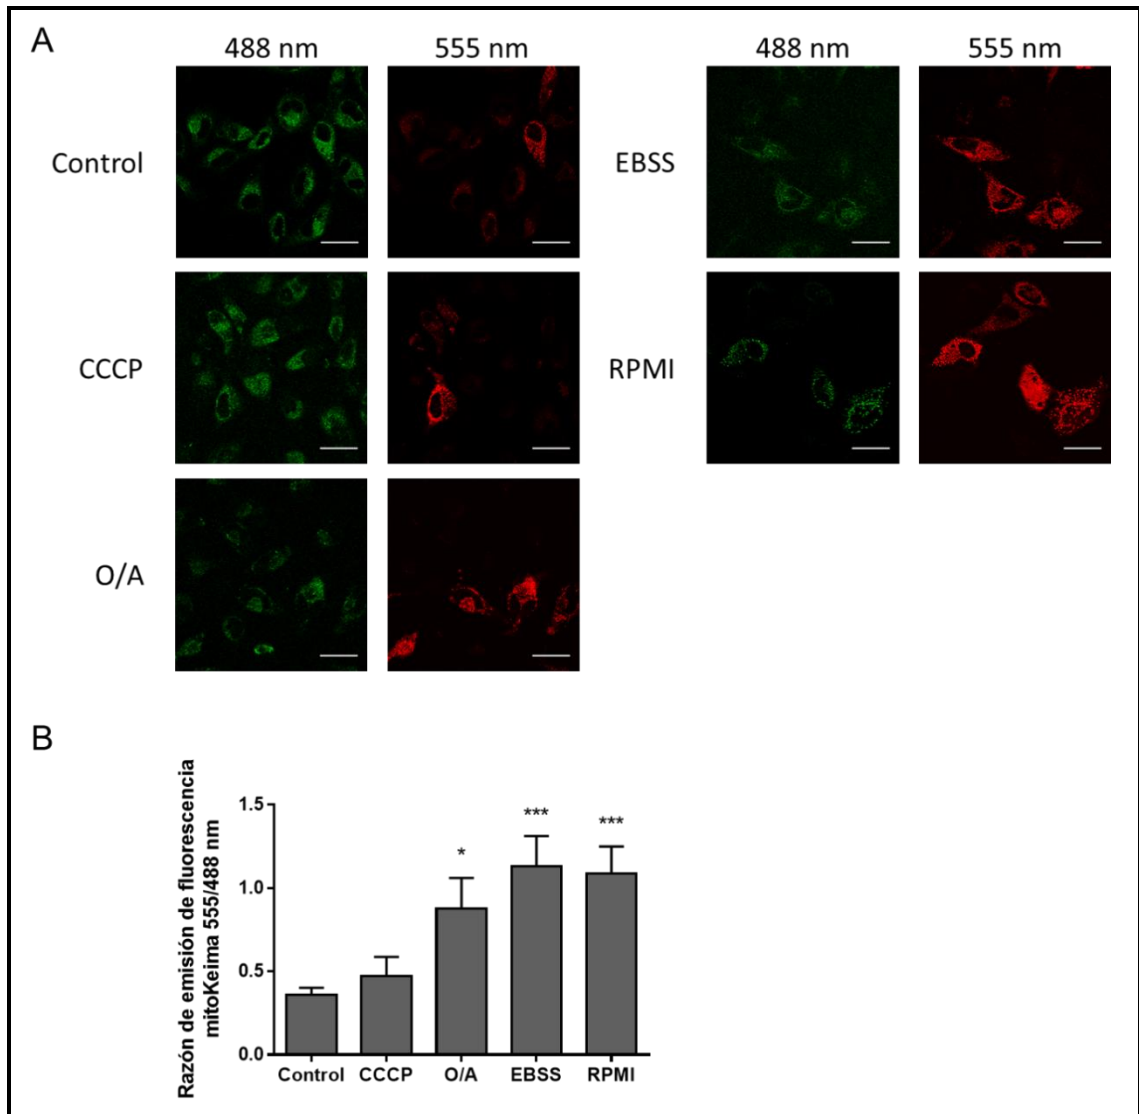 A
488 nm 555 nm 488 nm 555 nm
Control EBSS
CCCP RPMI
O/A
B
Razón de emisión de fluorescencia
mitoKeima 555/488 nm
1.5
1.0
0.5
0.0
* *** ***
Control CCCP O/A EBSS RPMI